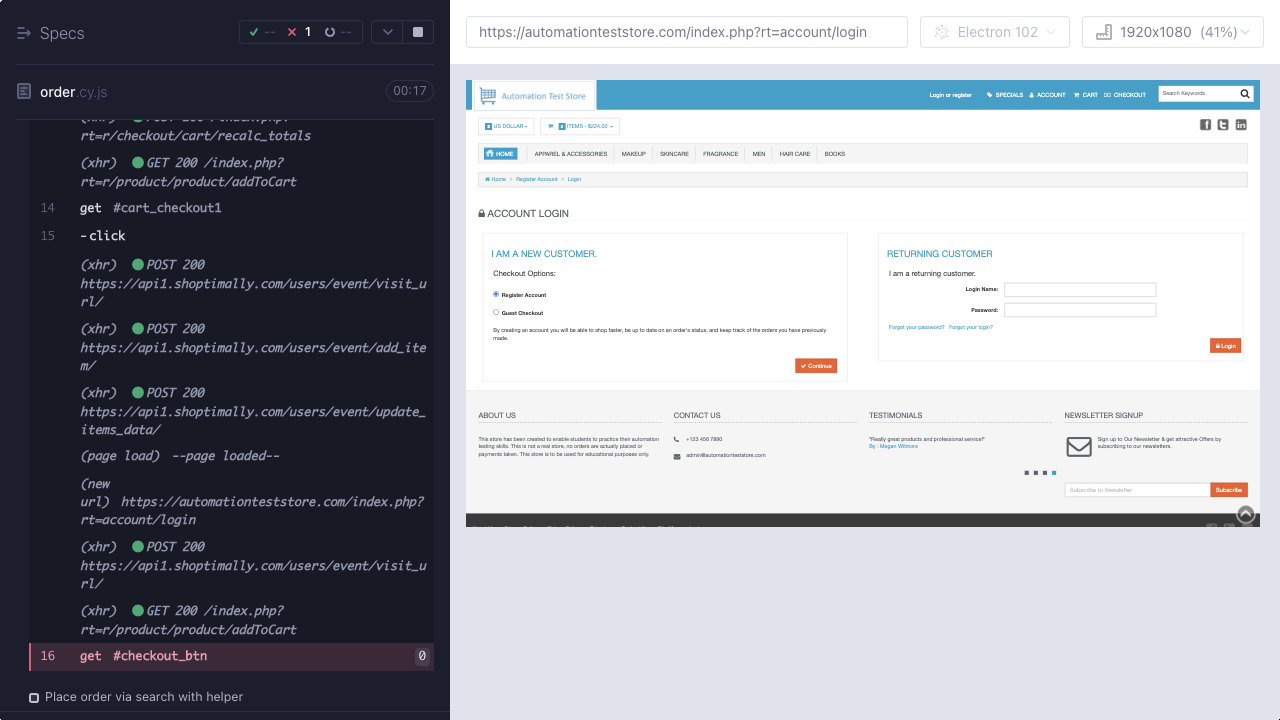 Specs
--
1
--
order.cy.js
00:17
rt=r/checkout/cart/recalc_totals
(xhr) GET 200 /index.php?
rt=r/product/product/addToCart
14 get #cart_checkout1
15 -click
(xhr) POST 200
https://api1.shoptimally.com/users/event/visit_u
rl/
(xhr) POST 200
https://api1.shoptimally.com/users/event/add_ite
m/
(xhr) POST 200
https://api1.shoptimally.com/users/event/update_
items_data/
(page load) --page loaded--
(new
url) https://automationteststore.com/index.php?
rt=account/login
(xhr) POST 200
https://api1.shoptimally.com/users/event/visit_u
rl/
(xhr) GET 200 /index.php?
rt=r/product/product/addToCart
16 get #checkout_btn 0
Place order via search with helper
https://automationteststore.com/index.php?rt=account/login
Electron 102
1920x1080 (41%)
Automation Test Store
Login or register
SPECIALS
ACCOUNT
CART
CHECKOUT
Search Keywords
US DOLLAR
ITEMS - $224.00
HOME
APPAREL & ACCESSORIES
MAKEUP
SKINCARE
FRAGRANCE
MEN
HAIR CARE
BOOKS
Home » Register Account » Login
ACCOUNT LOGIN
I AM A NEW CUSTOMER.
Checkout Options:
Register Account
Guest Checkout
By creating an account you will be able to shop faster, be up to date on an order's status, and keep track of the orders you have previously
made.
Continue
RETURNING CUSTOMER
I am a returning customer.
Login Name:
Password:
Forgot your password? Forgot your login?
Login
ABOUT US
This store has been created to enable students to practice their automation
testing skills. This is not a real store, no orders are actually placed or
payments taken. This store is to be used for educational purposes only.
CONTACT US
+123 456 7890
admin@automationteststore.com
TESTIMONIALS
"Really great products and professional service!"
By : Megan Witmore
NEWSLETTER SIGNUP
Sign up to Our Newsletter & get attractive Offers by
subscribing to our newsletters.
Subscribe to Newsletter
Subscribe